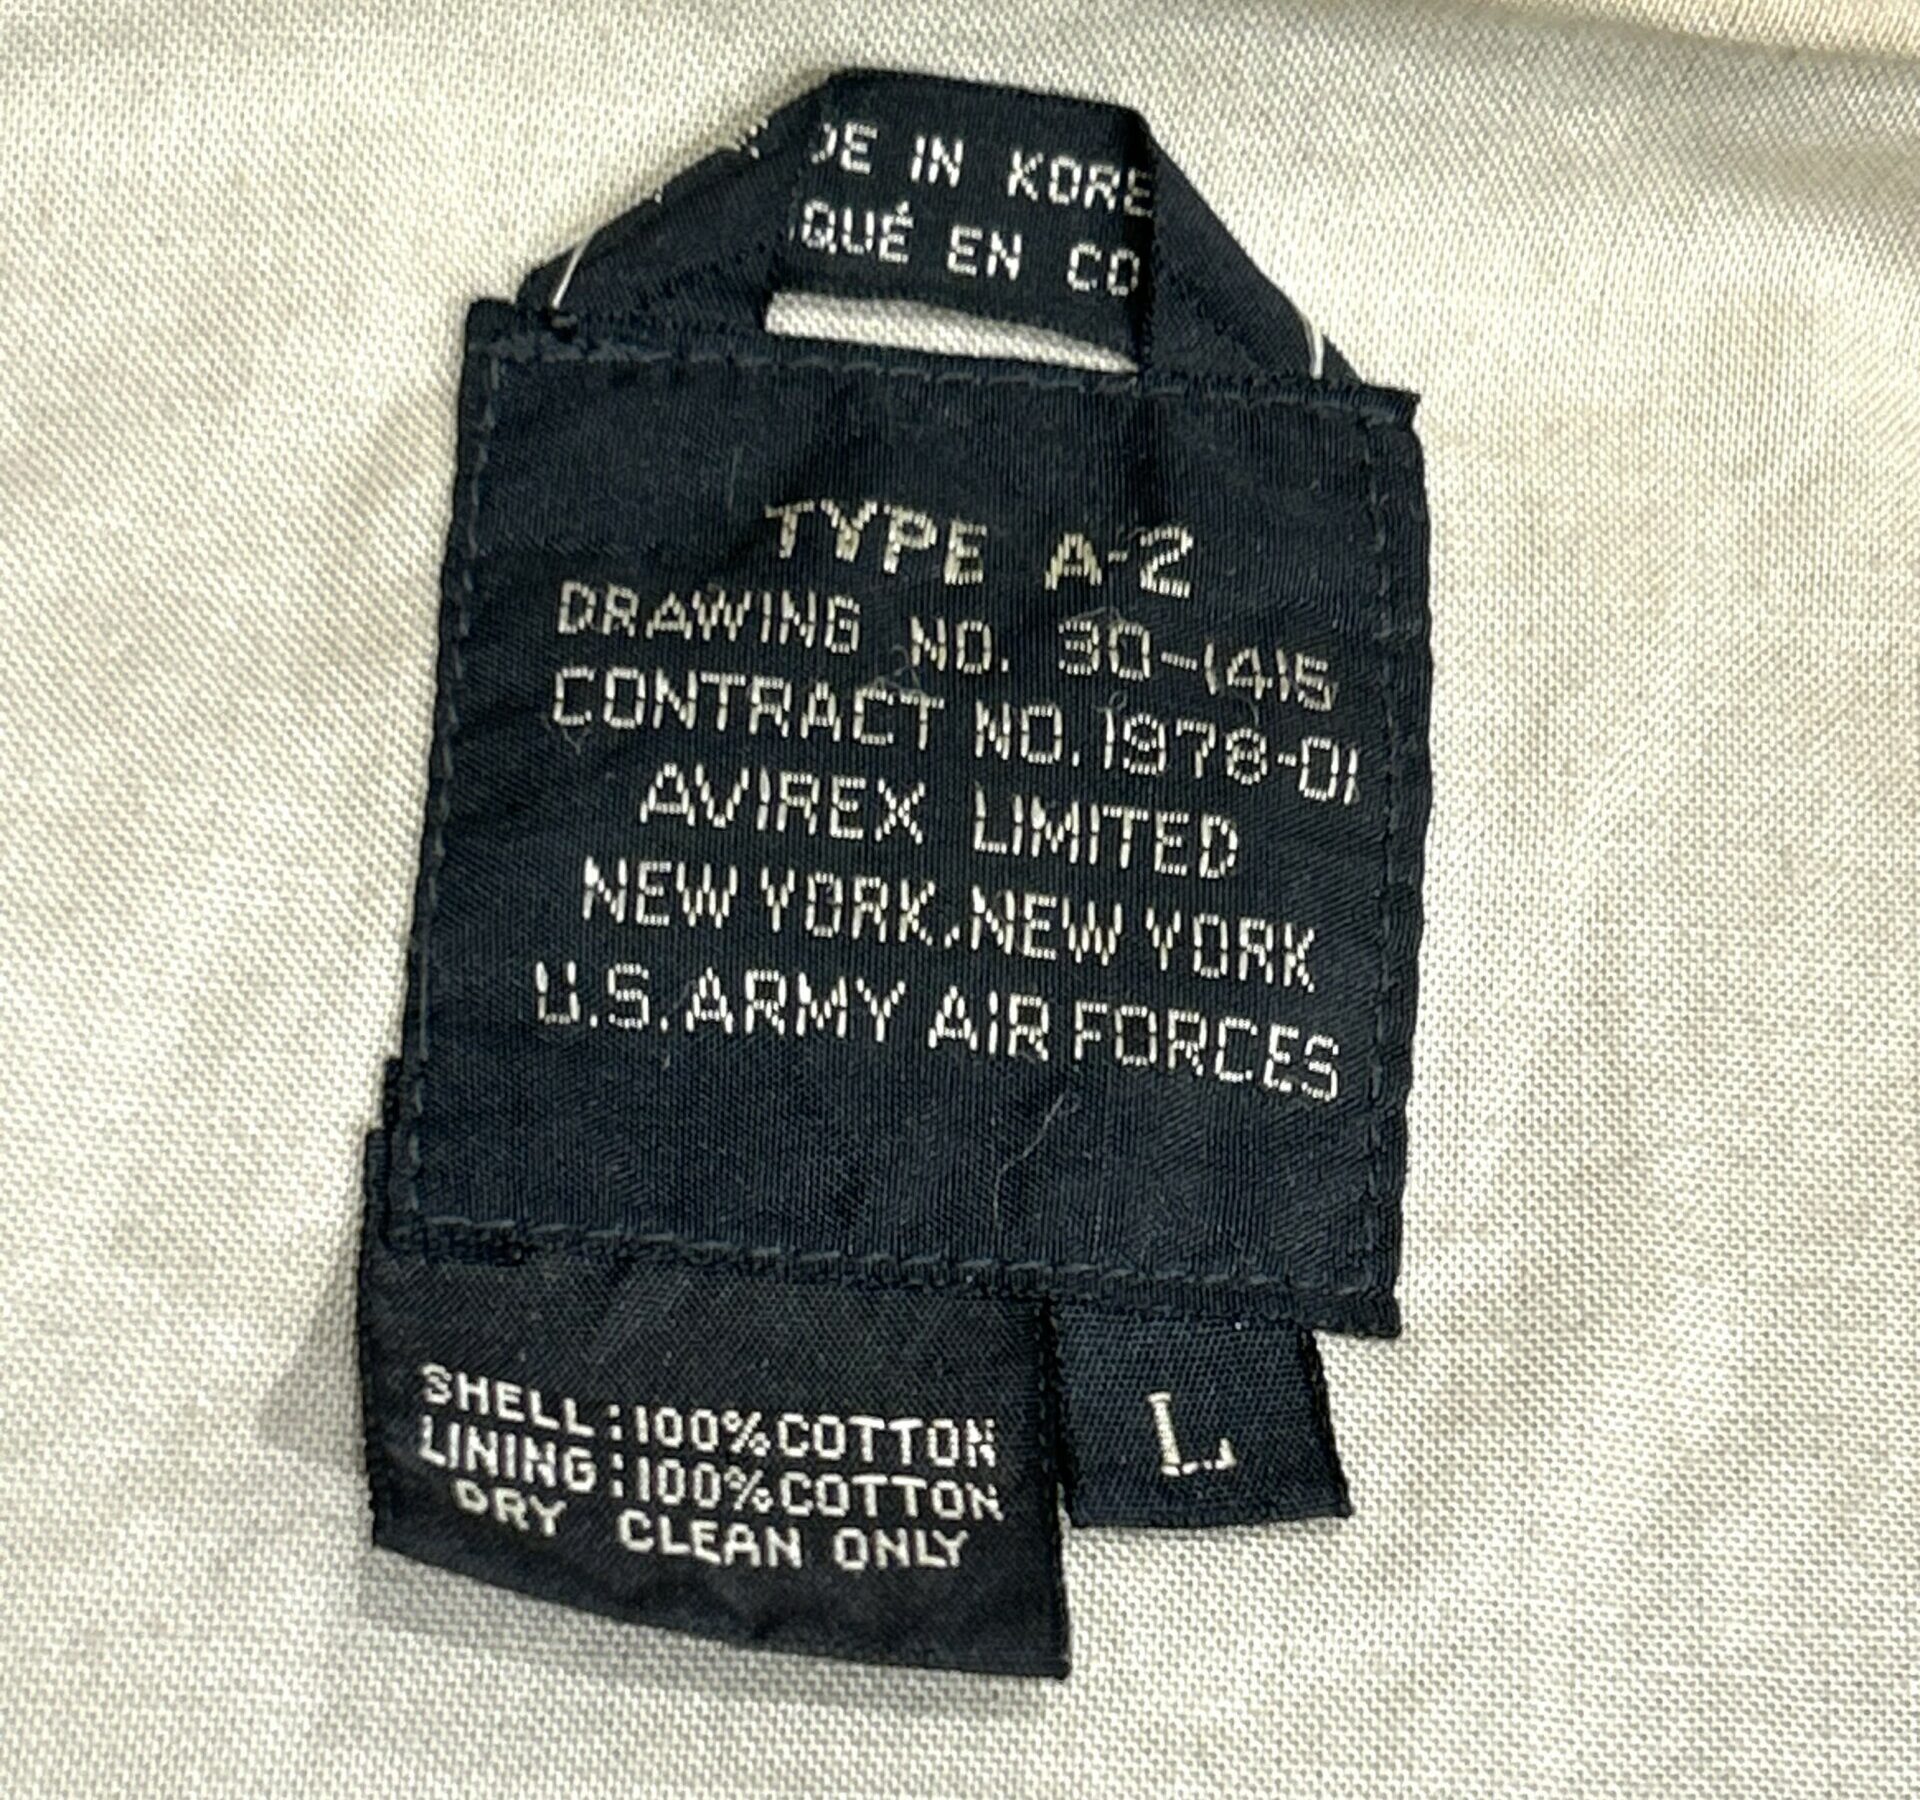 DE IN KORE
IQUÉ EN CO
TYPE A-2
DRAWING NO. 30-1415
CONTRACT NO. 1978-01
AVIREX LIMITED
NEW YORK, NEW YORK
U.S. ARMY AIR FORCES
SHELL : 100% COTTON
LINING : 100% COTTON
DRY CLEAN ONLY
L